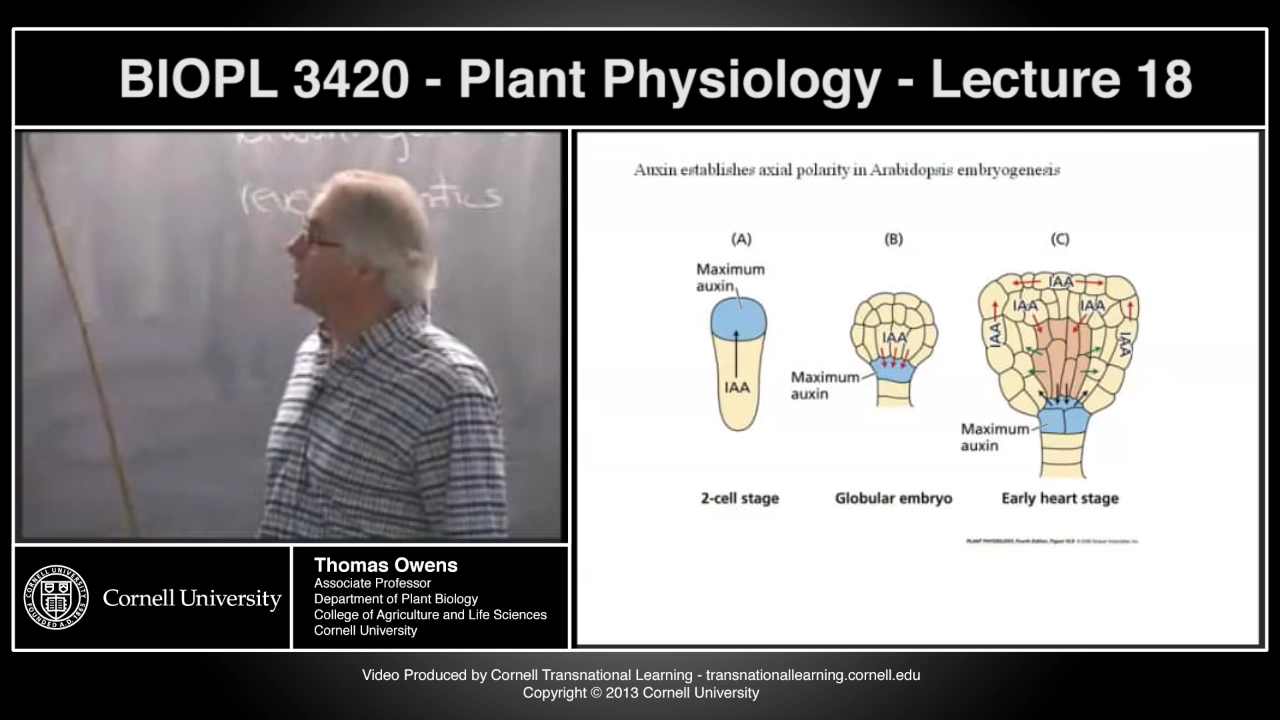 BIOPL 3420 - Plant Physiology - Lecture 18
Auxin establishes axial polarity in Arabidopsis embryogenesis
(A)
(B)
(C)
Maximum
auxin
IAA
2-cell stage
IAA
Maximum
auxin
Globular embryo
IAA
IAA
IAA
IAA
IAA
Maximum
auxin
Early heart stage
Cornell University
Thomas Owens
Associate Professor
Department of Plant Biology
College of Agriculture and Life Sciences
Cornell University
Video Produced by Cornell Transnational Learning - transnationallearning.cornell.edu
Copyright © 2013 Cornell University